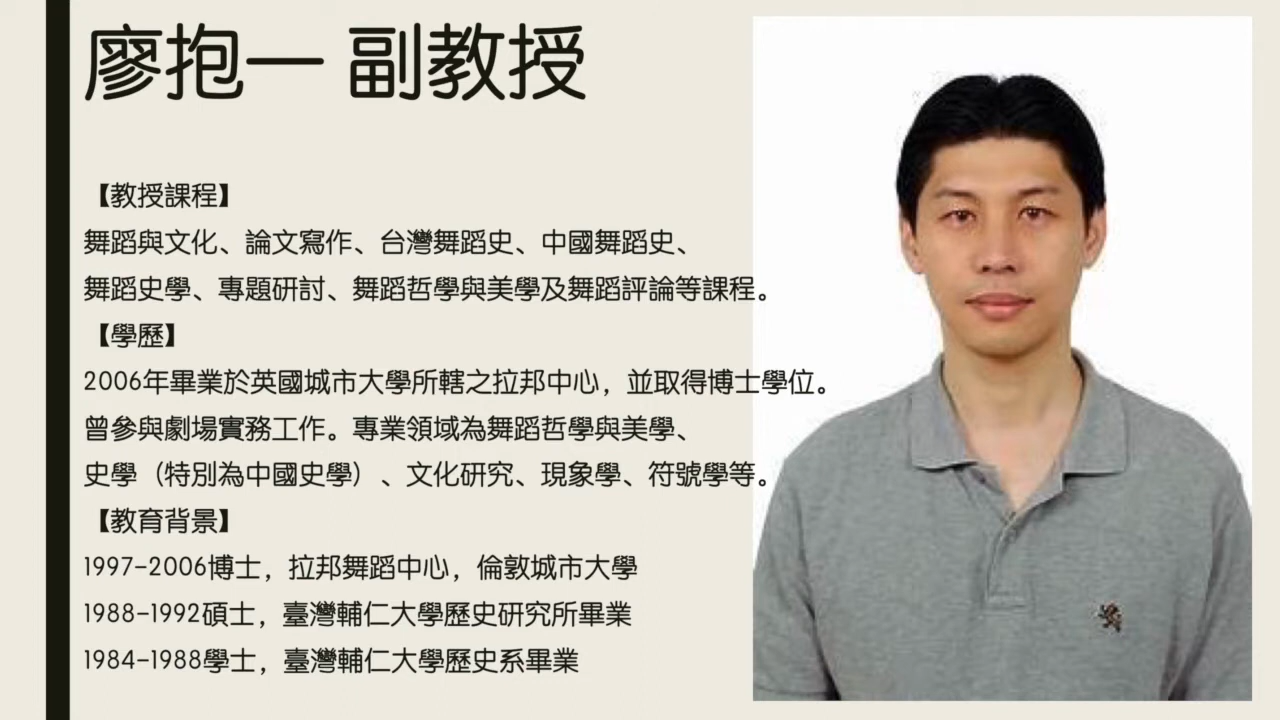 廖抱一 副教授
【教授課程】
舞蹈與文化、論文寫作、台灣舞蹈史、中國舞蹈史、
舞蹈史學、專題研討、舞蹈哲學與美學及舞蹈評論等課程。
【學歷】
2006年畢業於英國城市大學所轄之拉邦中心，並取得博士學位。
曾參與劇場實務工作。專業領域為舞蹈哲學與美學、
史學（特別為中國史學）、文化研究、現象學、符號學等。
【教育背景】
1997-2006博士，拉邦舞蹈中心，倫敦城市大學
1988-1992碩士，臺灣輔仁大學歷史研究所畢業
1984-1988學士，臺灣輔仁大學歷史系畢業